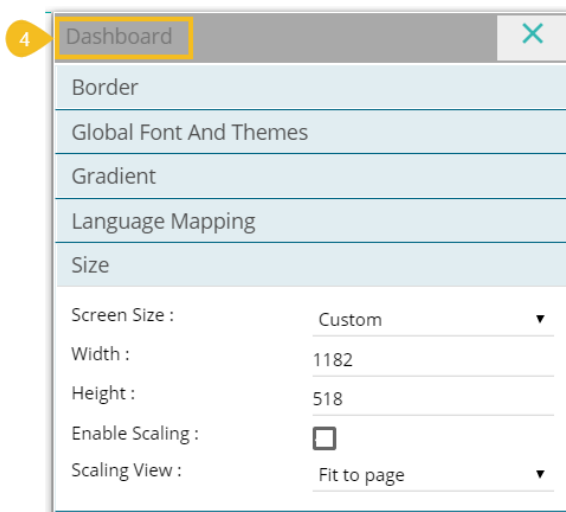 4
Dashboard
Border
Global Font And Themes
Gradient
Language Mapping
Size
Screen Size : Custom
Width : 1182
Height : 518
Enable Scaling :
Scaling View : Fit to page